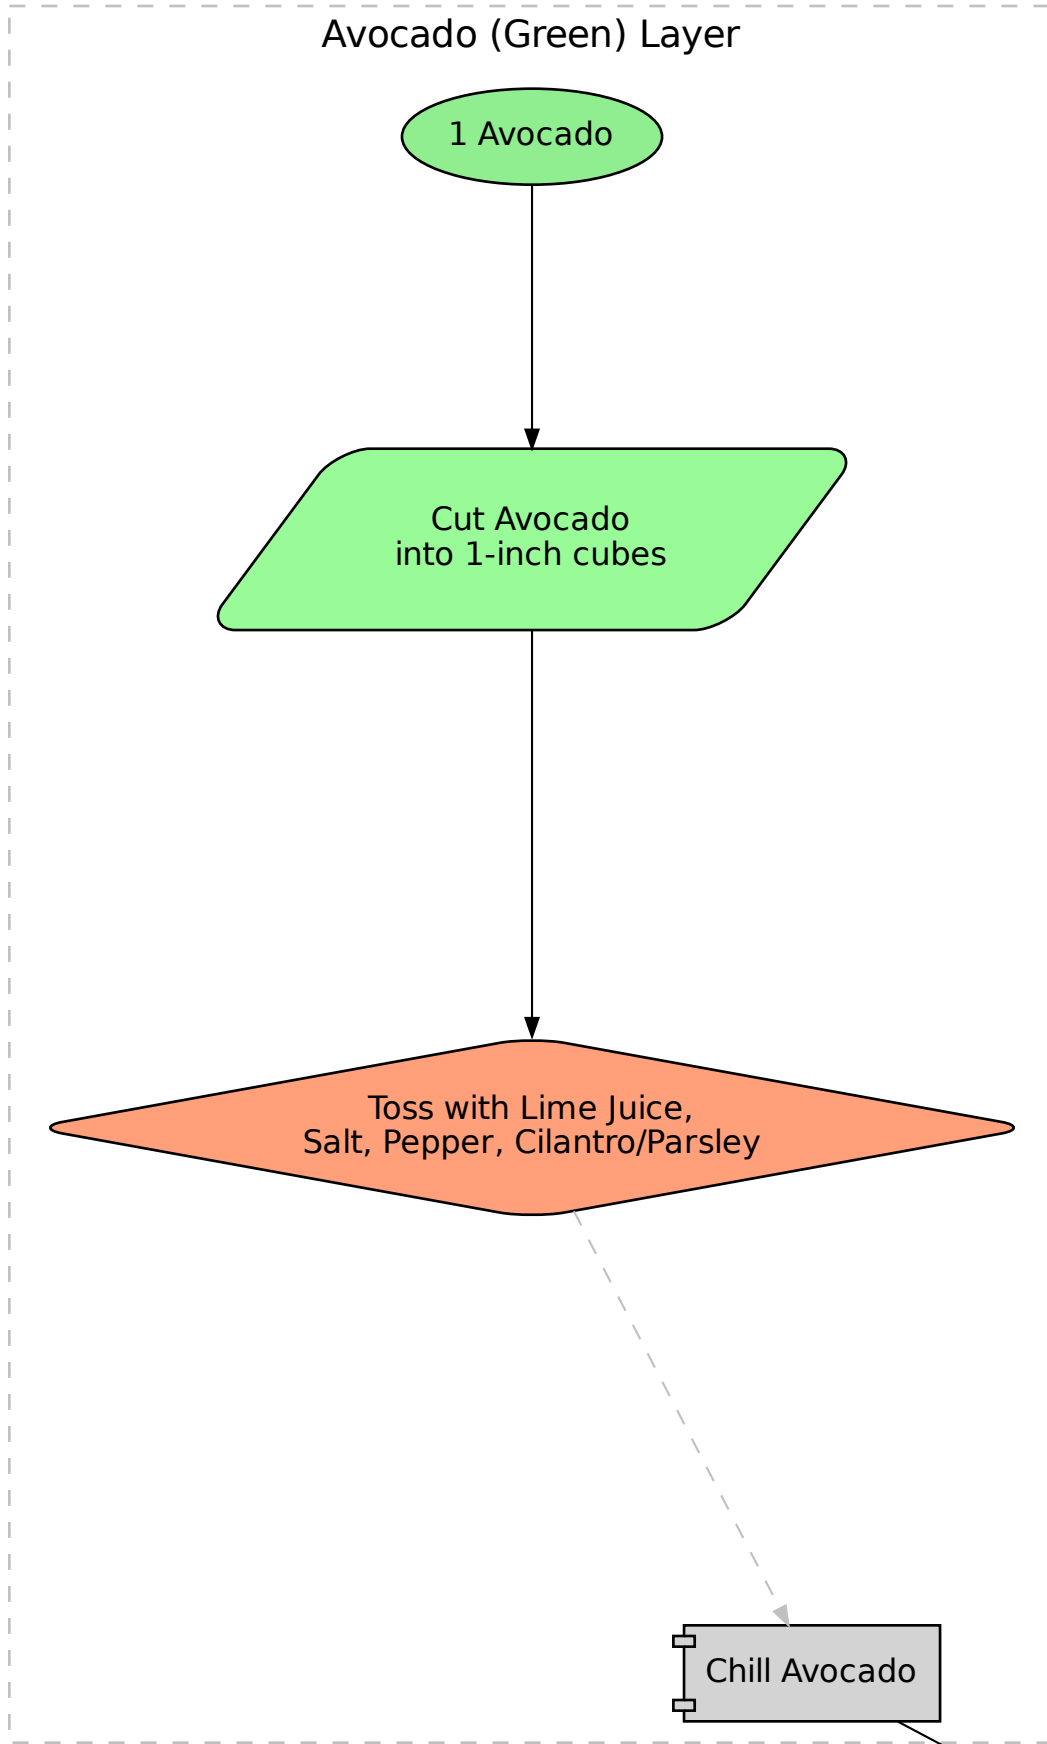 Avocado (Green) Layer
1 Avocado
Cut Avocado
into 1-inch cubes
Toss with Lime Juice,
Salt, Pepper, Cilantro/Parsley
Chill Avocado